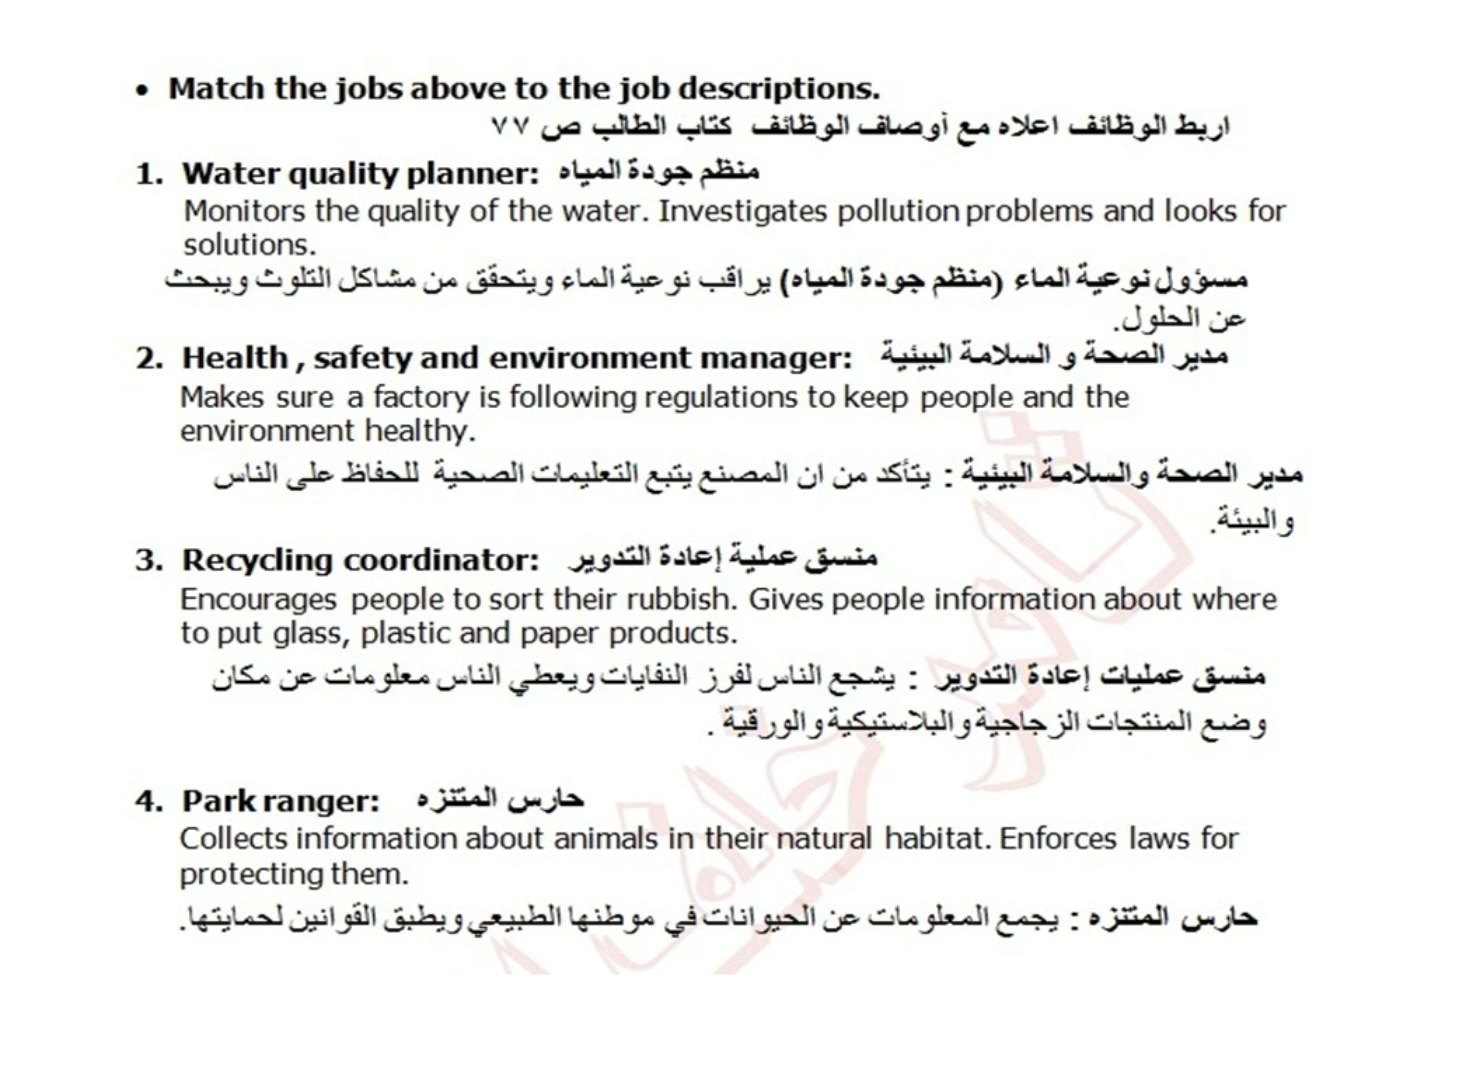 • Match the jobs above to the job descriptions.
اربط الوظائف اعلاه مع أوصاف الوظائف كتاب الطالب ص ٧٧
1. Water quality planner: منظم جودة المياه
Monitors the quality of the water. Investigates pollution problems and looks for
solutions.
مسؤول نوعية الماء (منظم جودة المياه) يراقب نوعية الماء ويتحقق من مشاكل التلوث ويبحث
عن الحلول.
2. Health , safety and environment manager: مدير الصحة و السلامة البيئية
Makes sure a factory is following regulations to keep people and the
environment healthy.
مدير الصحة والسلامة البيئية : يتأكد من ان المصنع يتبع التعليمات الصحية للحفاظ على الناس
والبيئة.
3. Recycling coordinator: منسق عملية إعادة التدوير
Encourages people to sort their rubbish. Gives people information about where
to put glass, plastic and paper products.
منسق عمليات إعادة التدوير : يشجع الناس لفرز النفايات ويعطي الناس معلومات عن مكان
وضع المنتجات الزجاجية والبلاستيكية والورقية .
4. Park ranger: حارس المتنزه
Collects information about animals in their natural habitat. Enforces laws for
protecting them.
حارس المتنزه : يجمع المعلومات عن الحيوانات في موطنها الطبيعي ويطبق القوانين لحمايتها.